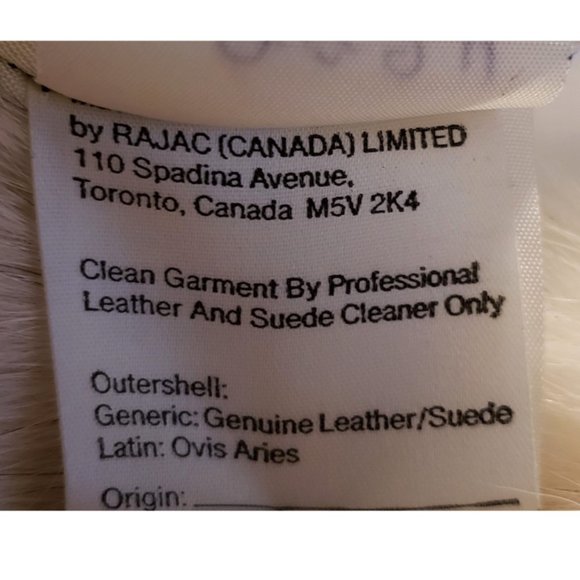 by RAJAC (CANADA) LIMITED
110 Spadina Avenue,
Toronto, Canada M5V 2K4
Clean Garment By Professional
Leather And Suede Cleaner Only
Outershell:
Generic: Genuine Leather/Suede
Latin: Ovis Aries
Origin: